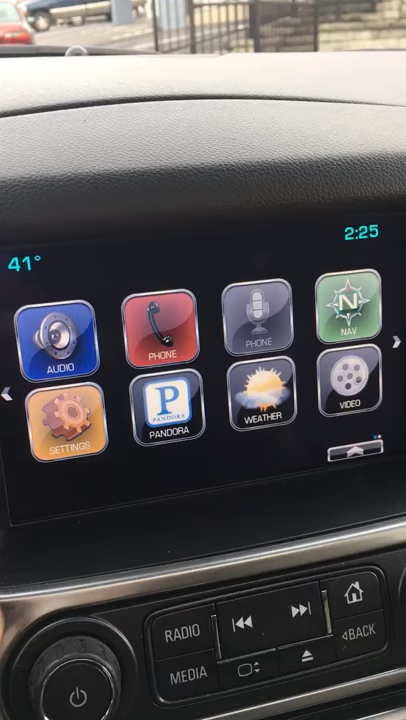 41°
2:25
AUDIO
PHONE
PHONE
N
NAV
SETTINGS
P
PANDORA®
PANDORA
WEATHER
VIDEO
RADIO
MEDIA
BACK